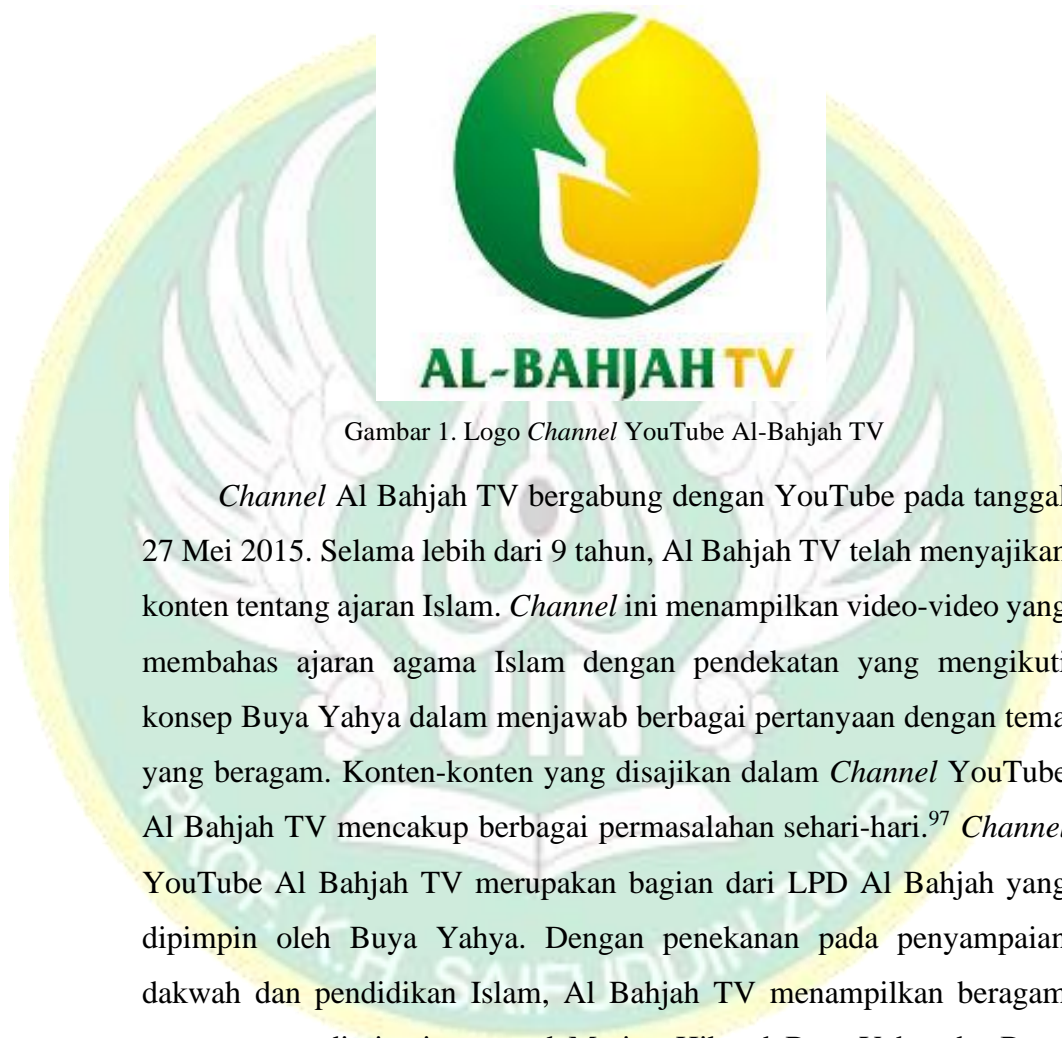 AL-BAHJAH TV
Gambar 1. Logo Channel YouTube Al-Bahjah TV
Channel Al Bahjah TV bergabung dengan YouTube pada tanggal
27 Mei 2015. Selama lebih dari 9 tahun, Al Bahjah TV telah menyajikan
konten tentang ajaran Islam. Channel ini menampilkan video-video yang
membahas ajaran agama Islam dengan pendekatan yang mengikuti
konsep Buya Yahya dalam menjawab berbagai pertanyaan dengan tema
yang beragam. Konten-konten yang disajikan dalam Channel YouTube
Al Bahjah TV mencakup berbagai permasalahan sehari-hari.97 Channel
YouTube Al Bahjah TV merupakan bagian dari LPD Al Bahjah yang
dipimpin oleh Buya Yahya. Dengan penekanan pada penyampaian
dakwah dan pendidikan Islam, Al Bahjah TV menampilkan beragam
UIN
PROF. K.H. SAIFUDDIN ZUHRI